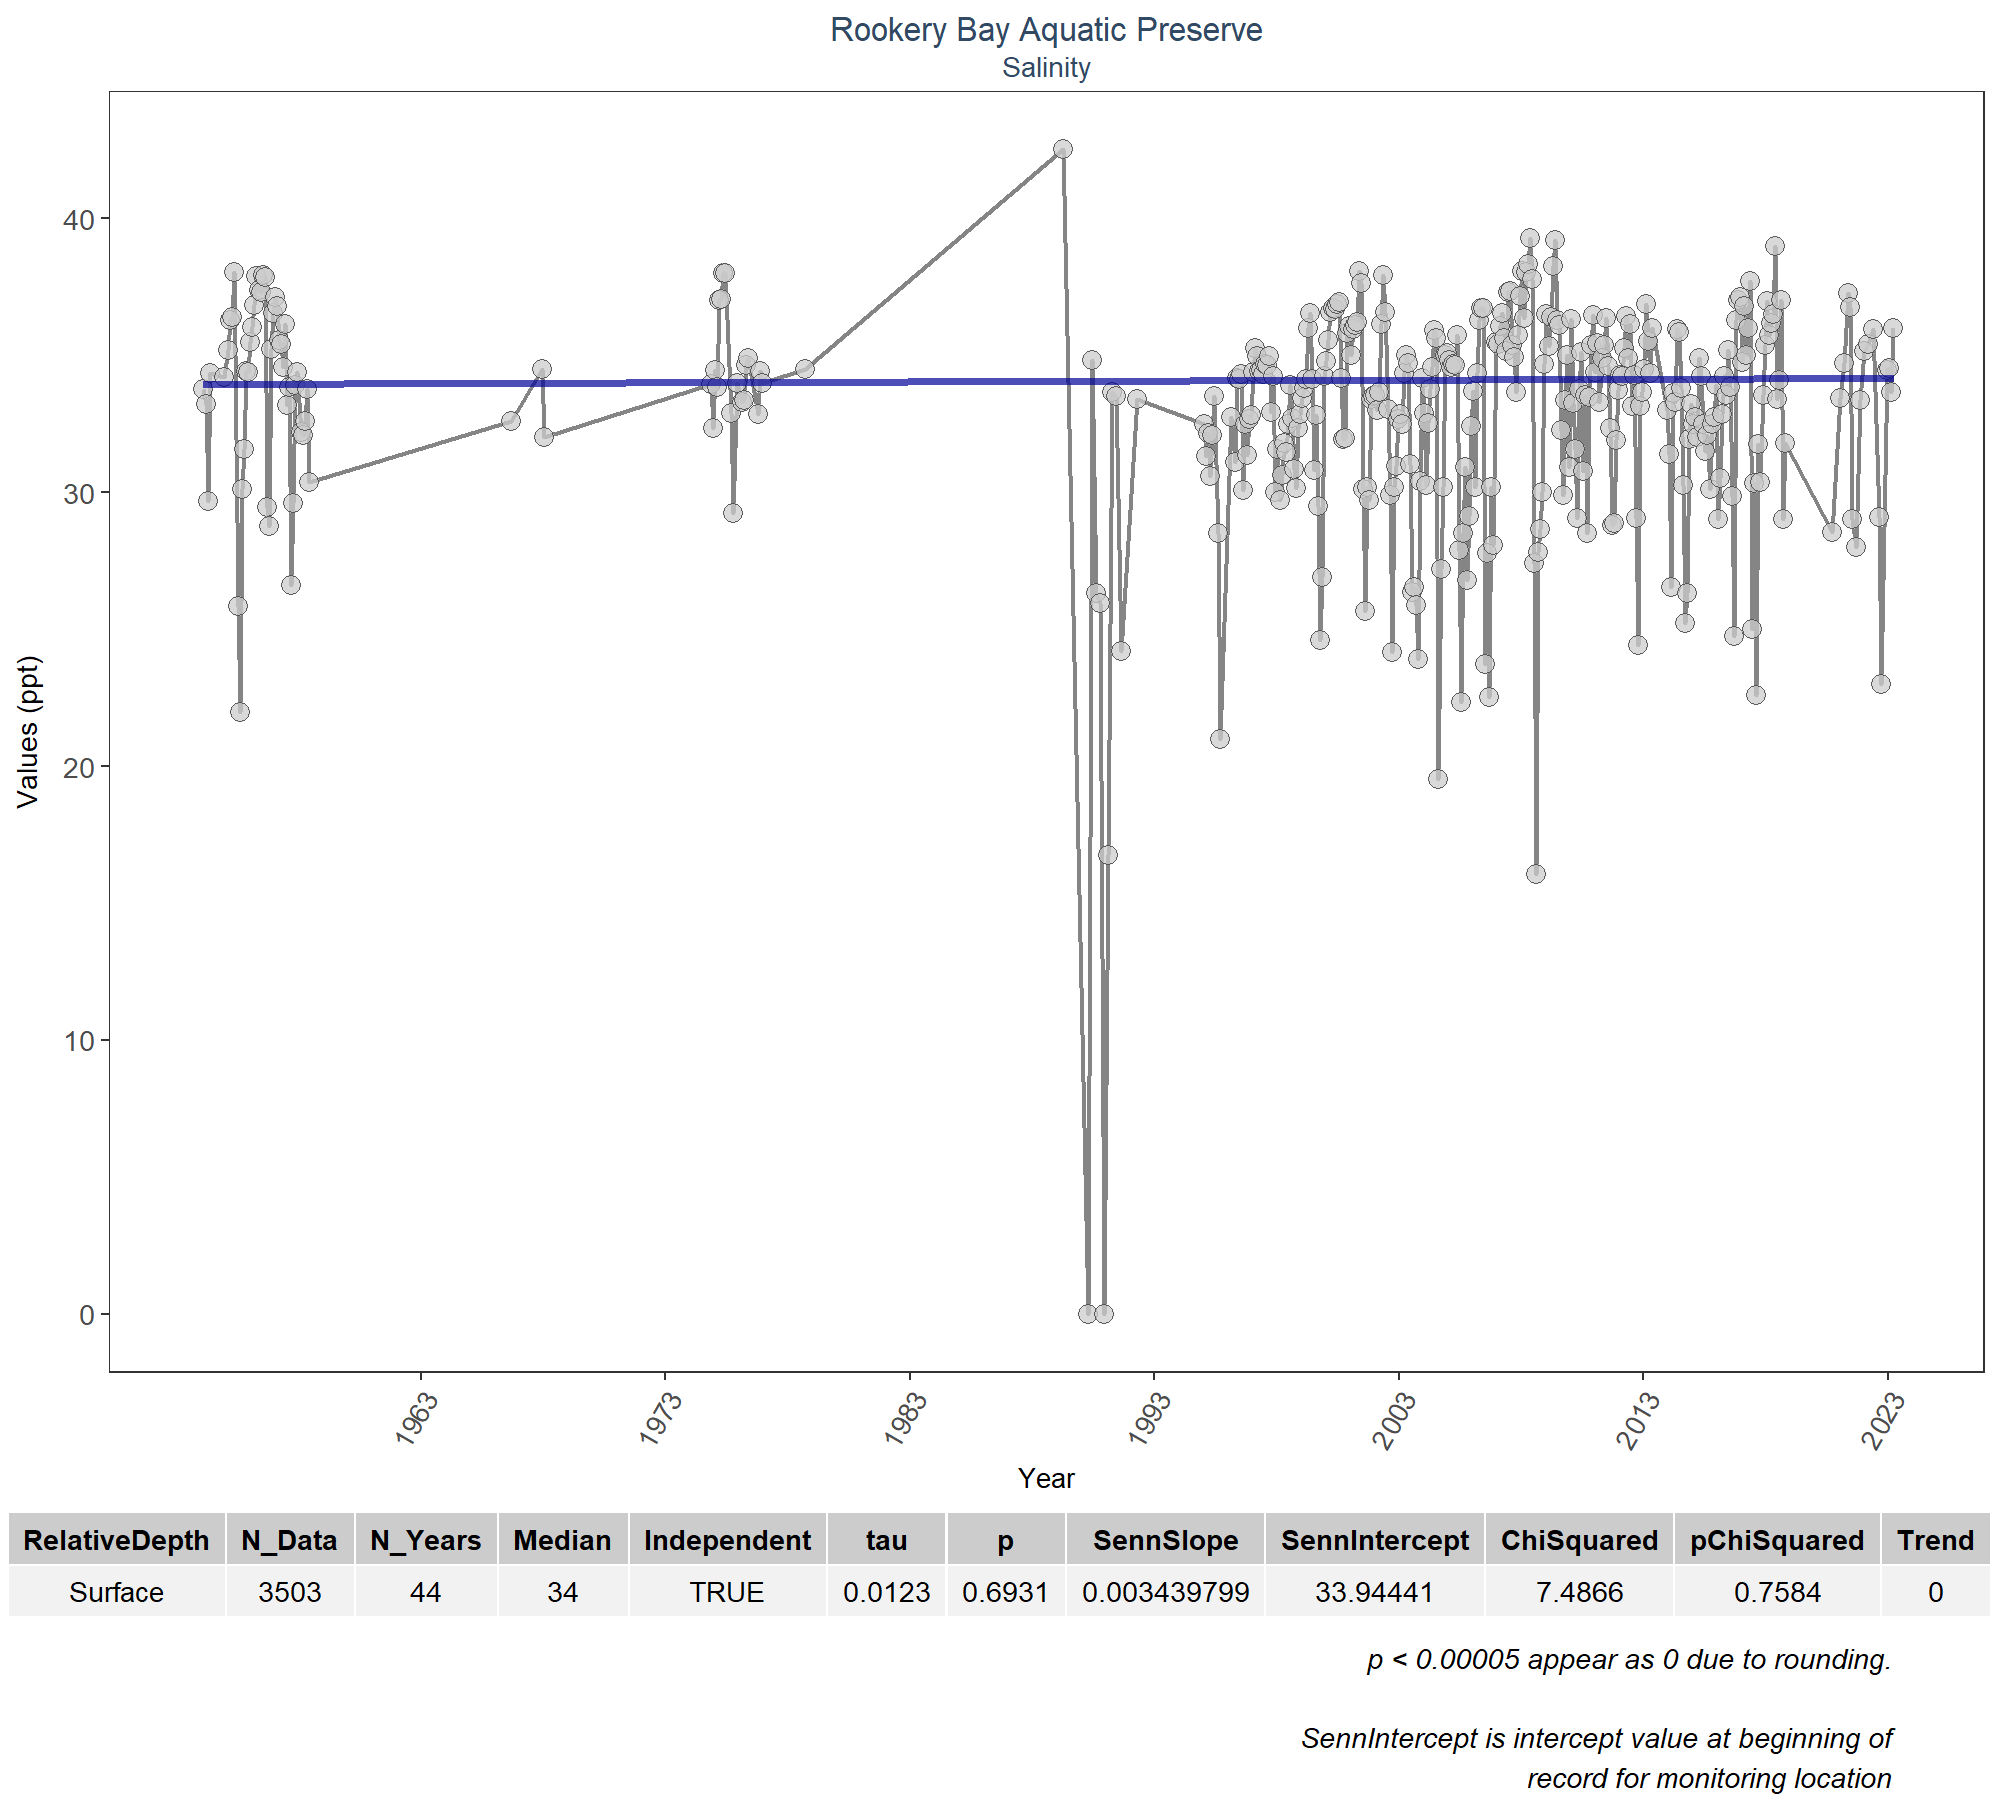 Rookery Bay Aquatic Preserve
Salinity
40
30
20
10
0
Values (ppt)
1963 1973 1983 1993 2003 2013 2023
Year
RelativeDepth N_Data N_Years Median Independent tau p SennSlope SennIntercept ChiSquared pChiSquared Trend
Surface 3503 44 34 TRUE 0.0123 0.6931 0.003439799 33.94441 7.4866 0.7584 0
p < 0.00005 appear as 0 due to rounding.
SennIntercept is intercept value at beginning of
record for monitoring location